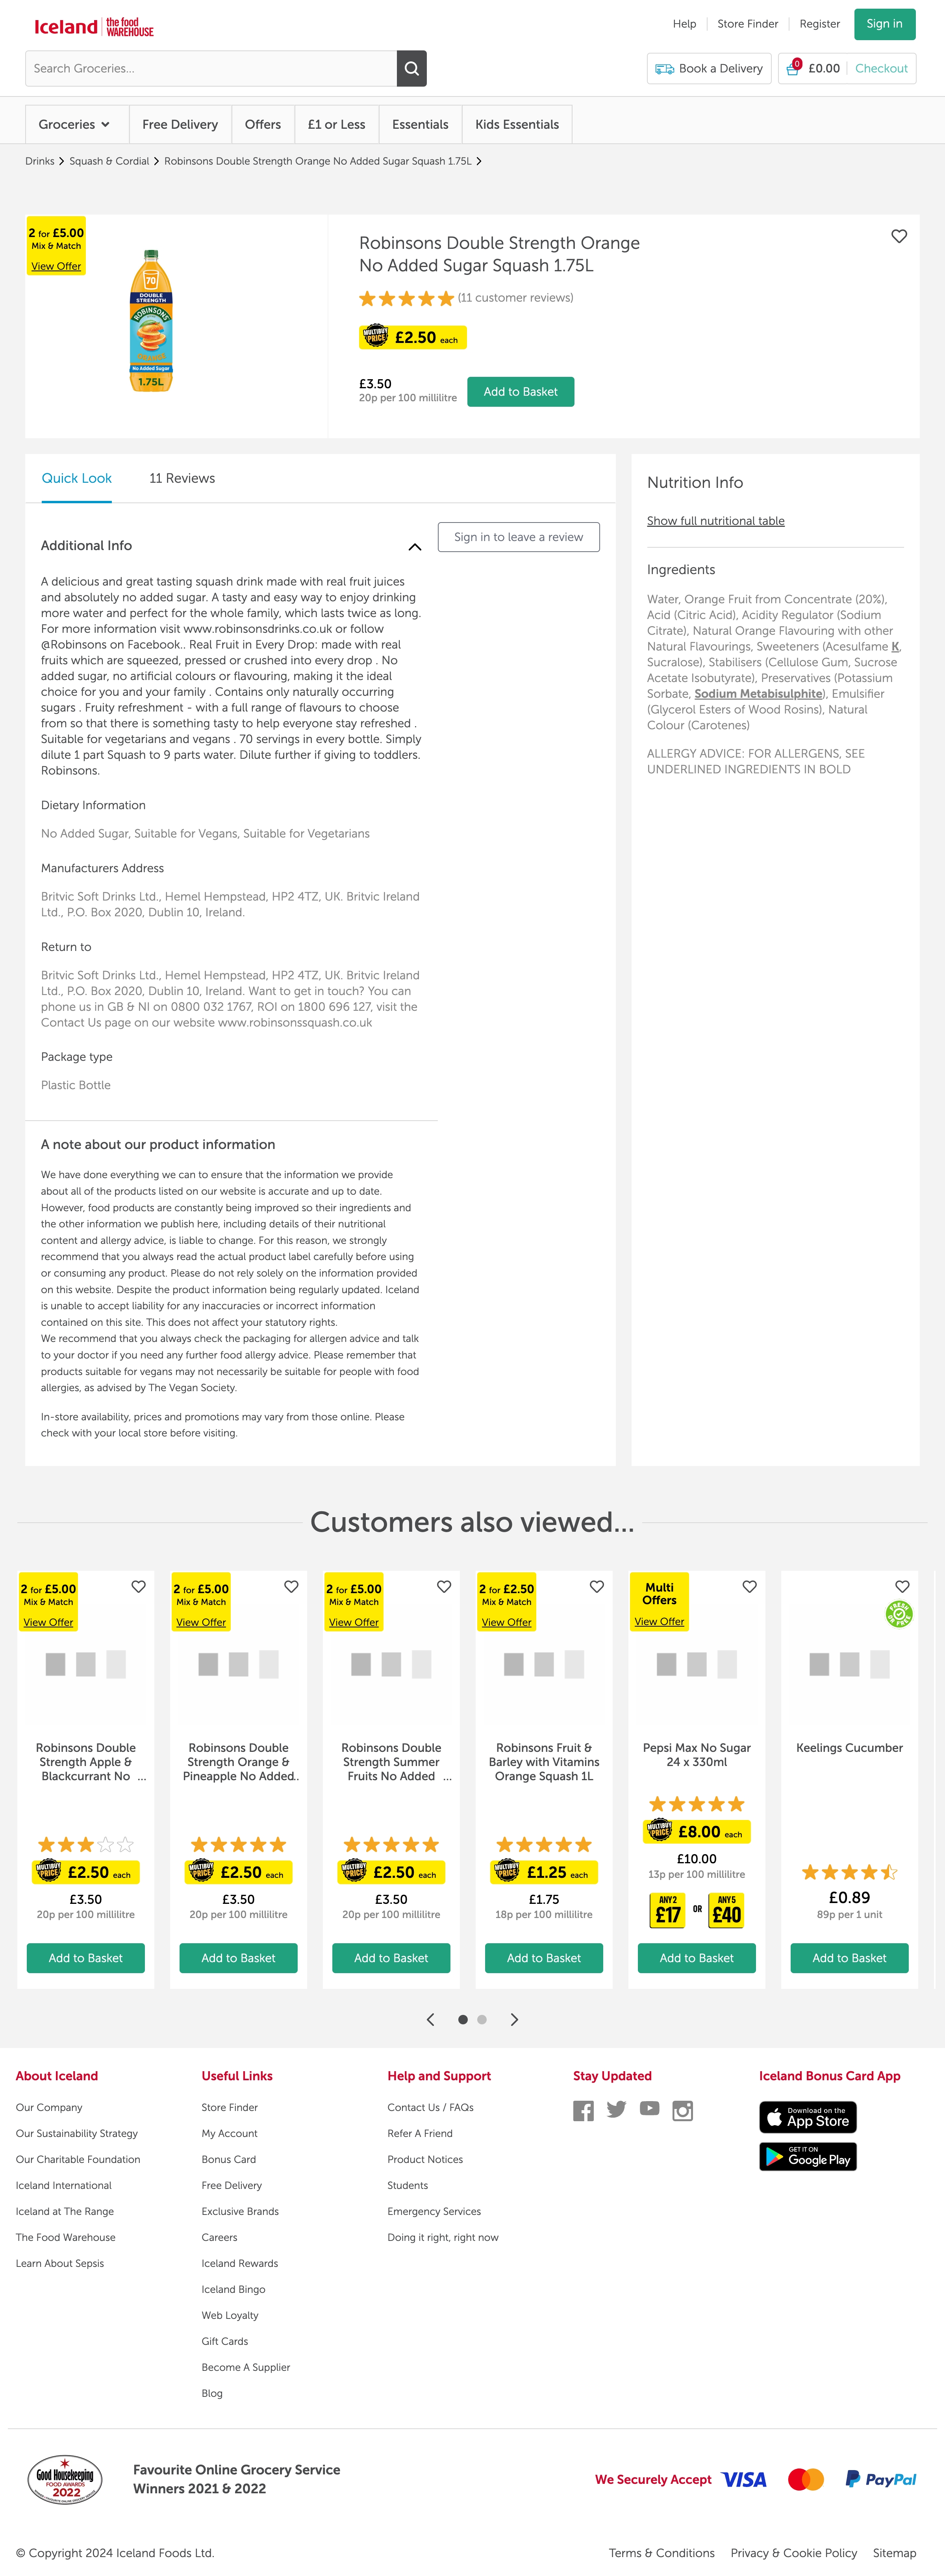 Iceland the food WAREHOUSE
Help
Store Finder
Register
Sign in
Search Groceries...
Book a Delivery
0
£0.00
Checkout
Groceries
Free Delivery
Offers
£1 or Less
Essentials
Kids Essentials
Drinks
Squash & Cordial
Robinsons Double Strength Orange No Added Sugar Squash 1.75L
2 for £5.00
Mix & Match
View Offer
70
DOUBLE
STRENGTH
ROBINSONS
No Added Sugar
1.75L
Robinsons Double Strength Orange
No Added Sugar Squash 1.75L
(11 customer reviews)
MULTIBUY PRICE
£2.50 each
£3.50
20p per 100 millilitre
Add to Basket
Quick Look
11 Reviews
Sign in to leave a review
Additional Info
A delicious and great tasting squash drink made with real fruit juices
and absolutely no added sugar. A tasty and easy way to enjoy drinking
more water and perfect for the whole family, which lasts twice as long.
For more information visit www.robinsonsdrinks.co.uk or follow
@Robinsons on Facebook.. Real Fruit in Every Drop: made with real
fruits which are squeezed, pressed or crushed into every drop . No
added sugar, no artificial colours or flavouring, making it the ideal
choice for you and your family . Contains only naturally occurring
sugars . Fruity refreshment - with a full range of flavours to choose
from so that there is something tasty to help everyone stay refreshed .
Suitable for vegetarians and vegans . 70 servings in every bottle. Simply
dilute 1 part Squash to 9 parts water. Dilute further if giving to toddlers.
Robinsons.
Dietary Information
No Added Sugar, Suitable for Vegans, Suitable for Vegetarians
Manufacturers Address
Britvic Soft Drinks Ltd., Hemel Hempstead, HP2 4TZ, UK. Britvic Ireland
Ltd., P.O. Box 2020, Dublin 10, Ireland.
Return to
Britvic Soft Drinks Ltd., Hemel Hempstead, HP2 4TZ, UK. Britvic Ireland
Ltd., P.O. Box 2020, Dublin 10, Ireland. Want to get in touch? You can
phone us in GB & NI on 0800 032 1767, ROI on 1800 696 127, visit the
Contact Us page on our website www.robinsonssquash.co.uk
Package type
Plastic Bottle
A note about our product information
We have done everything we can to ensure that the information we provide
about all of the products listed on our website is accurate and up to date.
However, food products are constantly being improved so their ingredients and
the other information we publish here, including details of their nutritional
content and allergy advice, is liable to change. For this reason, we strongly
recommend that you always read the actual product label carefully before using
or consuming any product. Please do not rely solely on the information provided
on this website. Despite the product information being regularly updated. Iceland
is unable to accept liability for any inaccuracies or incorrect information
contained on this site. This does not affect your statutory rights.
We recommend that you always check the packaging for allergen advice and talk
to your doctor if you need any further food allergy advice. Please remember that
products suitable for vegans may not necessarily be suitable for people with food
allergies, as advised by The Vegan Society.
In-store availability, prices and promotions may vary from those online. Please
check with your local store before visiting.
Nutrition Info
Show full nutritional table
Ingredients
Water, Orange Fruit from Concentrate (20%),
Acid (Citric Acid), Acidity Regulator (Sodium
Citrate), Natural Orange Flavouring with other
Natural Flavourings, Sweeteners (Acesulfame K,
Sucralose), Stabilisers (Cellulose Gum, Sucrose
Acetate Isobutyrate), Preservatives (Potassium
Sorbate, Sodium Metabisulphite), Emulsifier
(Glycerol Esters of Wood Rosins), Natural
Colour (Carotenes)
ALLERGY ADVICE: FOR ALLERGENS, SEE
UNDERLINED INGREDIENTS IN BOLD
Customers also viewed...
2 for £5.00
Mix & Match
View Offer
Robinsons Double
Strength Apple &
Blackcurrant No ...
MULTIBUY PRICE
£2.50 each
£3.50
20p per 100 millilitre
Add to Basket
2 for £5.00
Mix & Match
View Offer
Robinsons Double
Strength Orange &
Pineapple No Added..
MULTIBUY PRICE
£2.50 each
£3.50
20p per 100 millilitre
Add to Basket
2 for £5.00
Mix & Match
View Offer
Robinsons Double
Strength Summer
Fruits No Added ...
MULTIBUY PRICE
£2.50 each
£3.50
20p per 100 millilitre
Add to Basket
2 for £2.50
Mix & Match
View Offer
Robinsons Fruit &
Barley with Vitamins
Orange Squash 1L
MULTIBUY PRICE
£1.25 each
£1.75
18p per 100 millilitre
Add to Basket
Multi
Offers
View Offer
Pepsi Max No Sugar
24 x 330ml
MULTIBUY PRICE
£8.00 each
£10.00
13p per 100 millilitre
ANY 2
£17
OR
ANY 5
£40
Add to Basket
Keelings Cucumber
£0.89
89p per 1 unit
Add to Basket
About Iceland
Our Company
Our Sustainability Strategy
Our Charitable Foundation
Iceland International
Iceland at The Range
The Food Warehouse
Learn About Sepsis
Useful Links
Store Finder
My Account
Bonus Card
Free Delivery
Exclusive Brands
Careers
Iceland Rewards
Iceland Bingo
Web Loyalty
Gift Cards
Become A Supplier
Blog
Help and Support
Contact Us / FAQs
Refer A Friend
Product Notices
Students
Emergency Services
Doing it right, right now
Stay Updated
Iceland Bonus Card App
Download on the
App Store
GET IT ON
Google Play
Good Housekeeping
FOOD AWARDS
2022
Favourite Online Grocery Service
Winners 2021 & 2022
We Securely Accept
VISA
PayPal
© Copyright 2024 Iceland Foods Ltd.
Terms & Conditions
Privacy & Cookie Policy
Sitemap